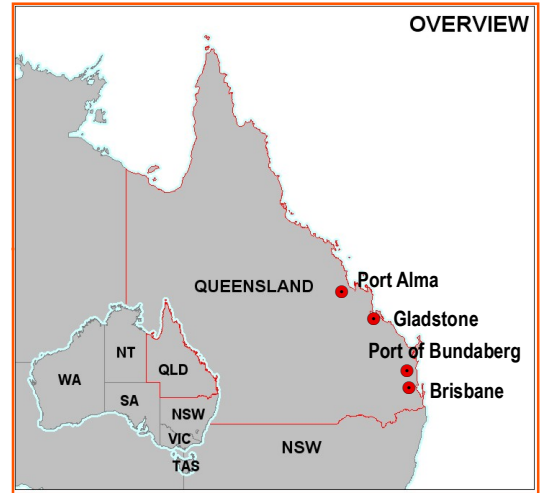 OVERVIEW
Port Alma
QUEENSLAND
Gladstone
Port of Bundaberg
Brisbane
NT
QLD
WA
SA
NSW
VIC
TAS
NSW